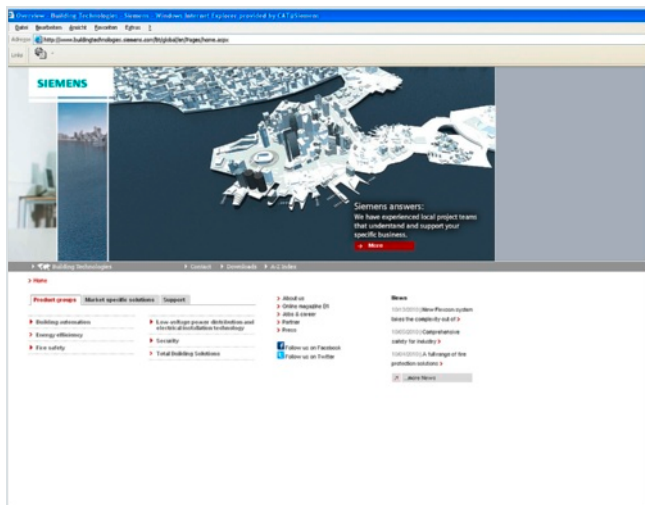 Overview - Building Technologies - Siemens - Windows Internet Explorer provided by CAT@Siemens
Datei Bearbeiten Ansicht Favoriten Extras ?
Adresse http://www.buildingtechnologies.siemens.com/bt/global/en/Pages/home.aspx
Links
SIEMENS
Siemens answers:
We have experienced local project teams
that understand and support your
specific business.
More
Building Technologies Contact Downloads A-Z Index
Home
Product groups Market specific solutions Support
Building automation
Energy efficiency
Fire safety
Low-voltage power distribution and
electrical installation technology
Security
Total Building Solutions
About us
Online magazine
Jobs & career
Partner
Press
Follow us on Facebook
Follow us on Twitter
News
New Flexcon system
takes the complexity out of
Comprehensive
safety for industry
A full range of fire
protection solutions
...more News